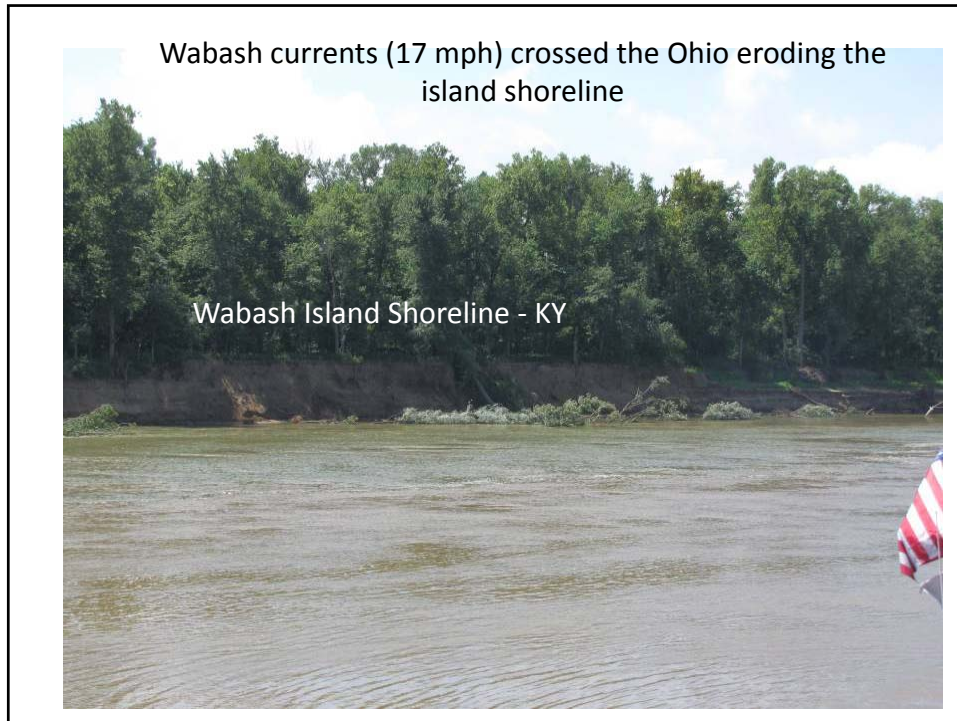 Wabash currents (17 mph) crossed the Ohio eroding the
island shoreline
Wabash Island Shoreline - KY